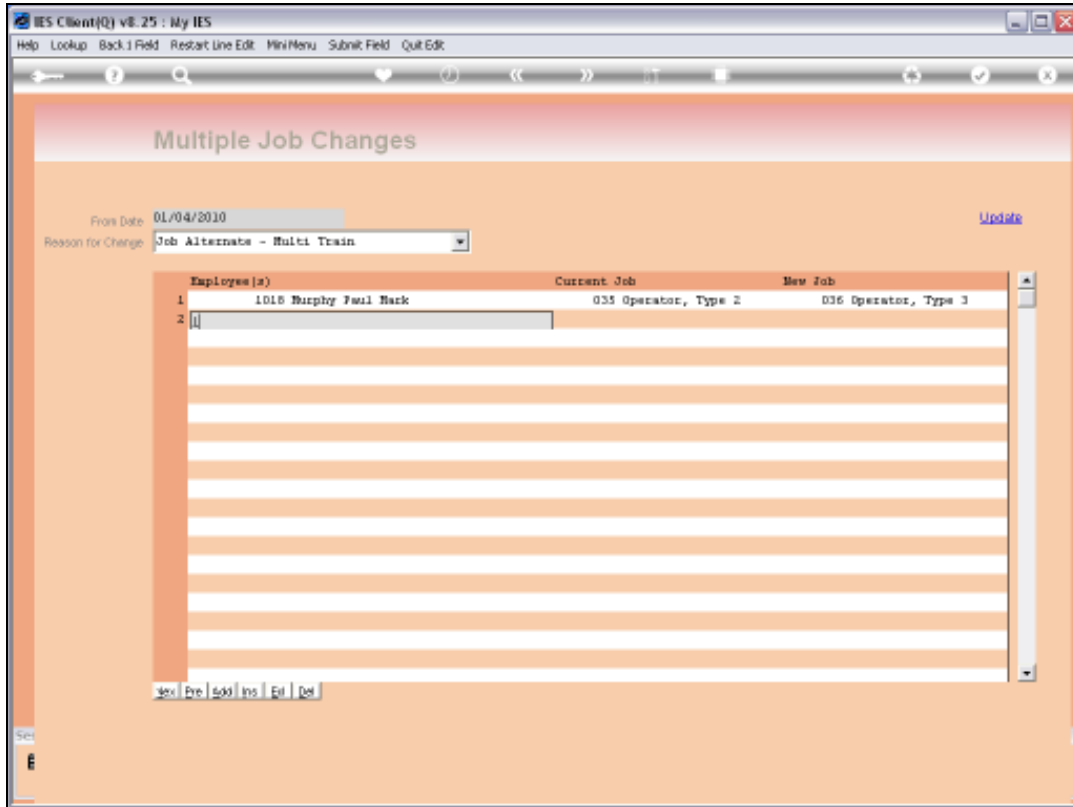 IES Client(Q) v8.25 : My IES
Help Lookup Back 1 Field Restart Line Edit MiniMenu Submit Field Quit Edit
Multiple Job Changes
From Date 01/04/2010 Update
Reason for Change Job Alternate - Multi Train
Employee(s) Current Job New Job
1 1018 Murphy Paul Mark 035 Operator, Type 2 036 Operator, Type 3
2
Nex Pre Add Ins Del